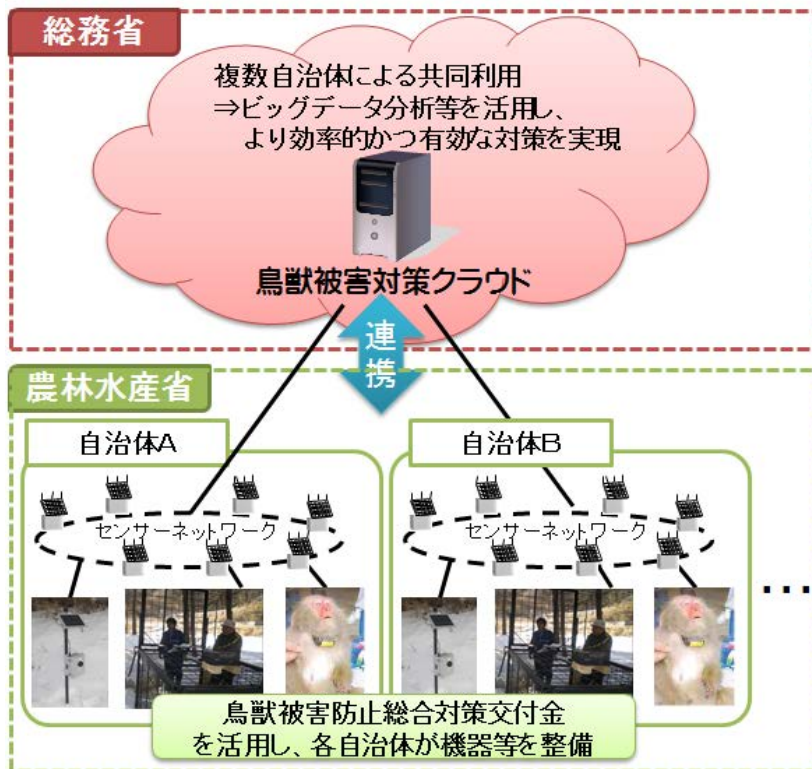 総務省
複数自治体による共同利用
⇒ビッグデータ分析等を活用し、
より効率的かつ有効な対策を実現
鳥獣被害対策クラウド
連携
農林水産省
自治体A
センサーネットワーク
自治体B
センサーネットワーク
...
鳥獣被害防止総合対策交付金
を活用し、各自治体が機器等を整備